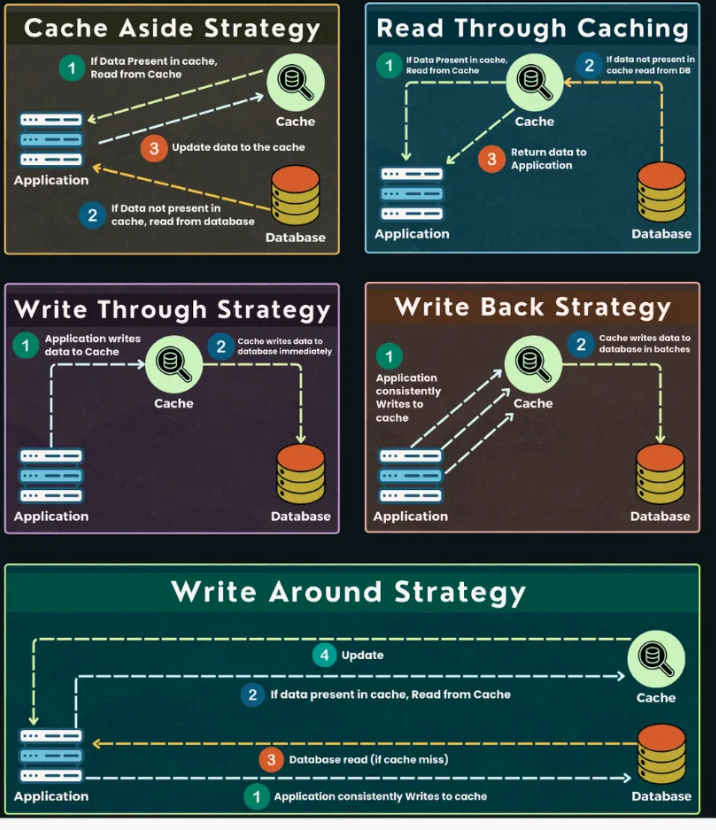 Cache Aside Strategy
1 If Data Present in cache,
Read from Cache
Cache
3 Update data to the cache
Application
2 If Data not present in
cache, read from database
Database
Read Through Caching
1 If Data Present in cache,
Read from Cache
2 If data not present in
cache read from DB
Cache
3 Return data to
Application
Application
Database
Write Through Strategy
1 Application writes
data to Cache
2 Cache writes data to
database immediately
Cache
Application
Database
Write Back Strategy
1
Application
consistently
Writes to
cache
2 Cache writes data to
database in batches
Cache
Application
Database
Write Around Strategy
4 Update
2 If data present in cache, Read from Cache
Cache
3 Database read (if cache miss)
Application
1 Application consistently Writes to cache
Database